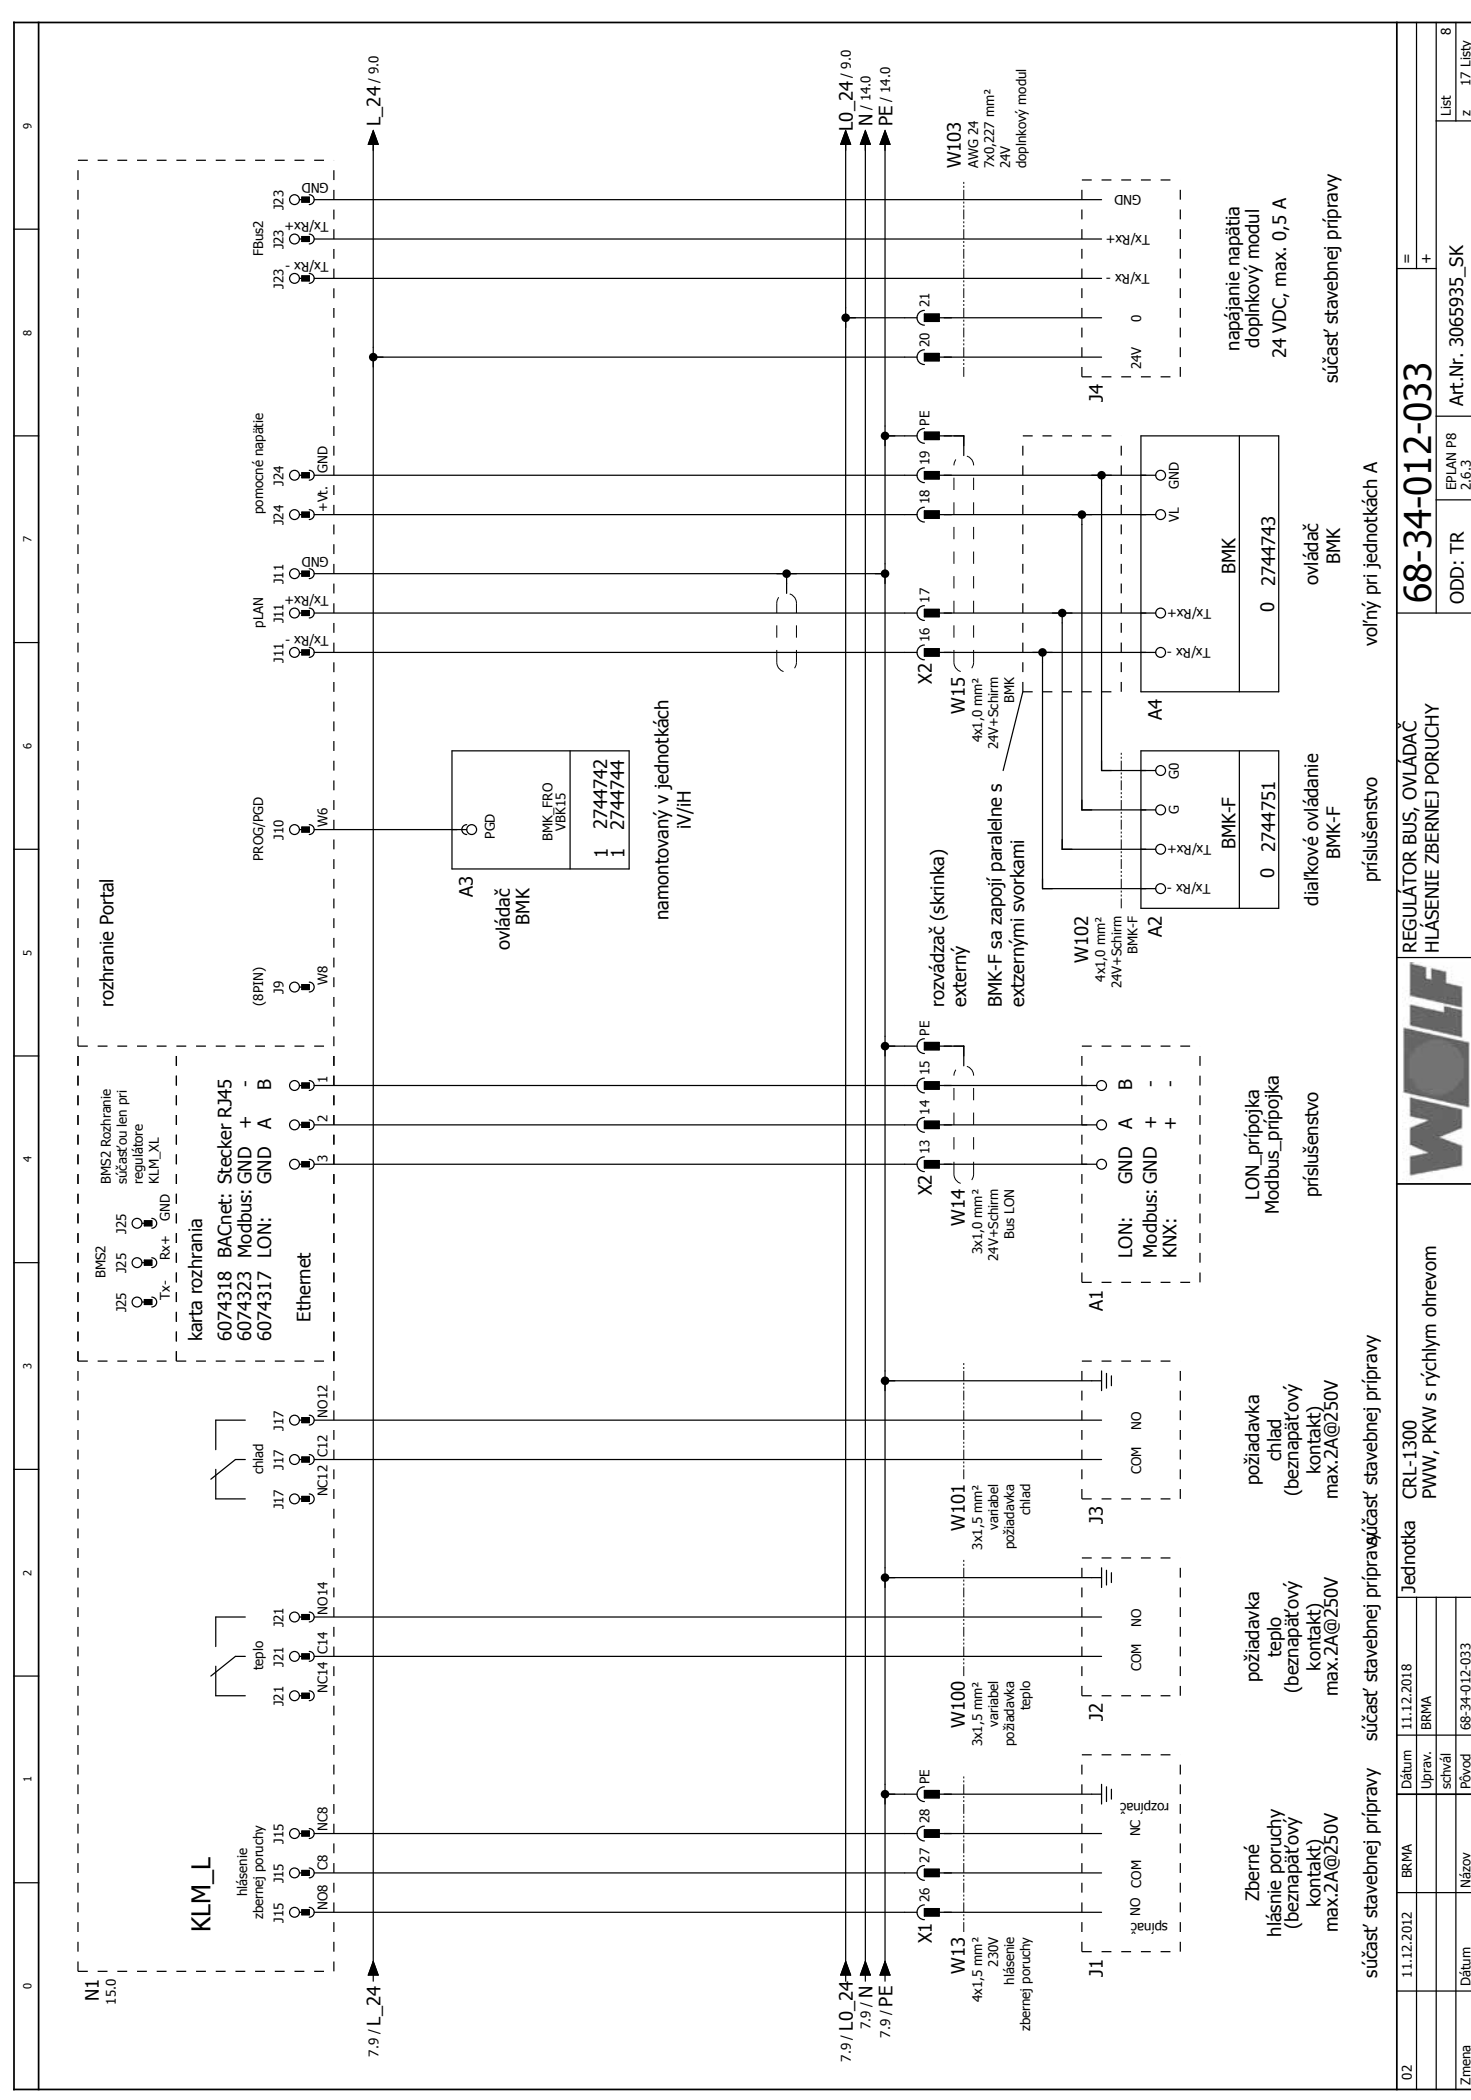 0 1 2 3 4 5 6 7 8 9
N1
15.0
KLM_L
hlásenie
zbernej poruchy
J15 J15 J15
NO8 C8 NC8
teplo
J21 J21 J21
NC14 C14 NO14
chlad
J17 J17 J17
NC12 C12 NO12
BMS2
J25 J25 J25
Tx- Rx+ GND
BMS2 Rozhranie
súčasťou len pri
regulátore
KLM_XL
karta rozhrania
6074318 BACnet: Stecker RJ45
6074323 Modbus: GND + -
6074317 LON: GND A B
Ethernet
3 2 1
rozhranie Portal
(8PIN)
J9
W8
PROG/PGD
J10
W6
pLAN
J11 J11 J11
Tx/Rx - Tx/Rx+ GND
pomocné napätie
J24 J24
+Vt. GND
FBus2
J23 J23 J23
Tx/Rx - Tx/Rx+ GND
7.9 / L_24
L_24 / 9.0
A3
ovládač
BMK
PGD
BMK_FRO
VBK15
1 2744742
1 2744744
namontovaný v jednotkách
iV/iH
7.9 / L0_24
7.9 / N
7.9 / PE
L0_24 / 9.0
N / 14.0
PE / 14.0
X1 26 27 28 PE
W13
4x1,5 mm²
230V
hlásenie
zbernej poruchy
J1
spínač
NO COM NC
rozpínač
Zberné
hlásnie poruchy
(beznapäťový
kontakt)
max.2A@250V
súčasť stavebnej prípravy
W100
3x1,5 mm²
variabel
požiadavka
teplo
J2
COM NO
požiadavka
teplo
(beznapäťový
kontakt)
max.2A@250V
súčasť stavebnej prípravy
W101
3x1,5 mm²
variabel
požiadavka
chlad
J3
COM NO
požiadavka
chlad
(beznapäťový
kontakt)
max.2A@250V
súčasť stavebnej prípravy
X2 13 14 15 PE
W14
3x1,0 mm²
24V+Schirm
Bus LON
A1
LON: GND A B
Modbus: GND + -
KNX: + -
LON_prípojka
Modbus_prípojka
príslušenstvo
rozvádzač (skrinka)
externý
BMK-F sa zapojí paralelne s
extzernými svorkami
W102
4x1,0 mm²
24V+Schirm
BMK-F
A2
Tx/Rx - Tx/Rx+ G G0
BMK-F
0 2744751
diaľkové ovládanie
BMK-F
príslušenstvo
X2 16 17 18 19 PE
W15
4x1,0 mm²
24V+Schirm
BMK
A4
Tx/Rx - Tx/Rx+ VL GND
BMK
0 2744743
ovládač
BMK
voľný pri jednotkách A
20 21
W103
AWG 24
7x0,227 mm²
24V
doplnkový modul
J4
24V 0 Tx/Rx - Tx/Rx+ GND
napájanie napätia
doplnkový modul
24 VDC, max. 0,5 A
súčasť stavebnej prípravy
02 11.12.2012 BRMA
Zmena Dátum Názov
Dátum 11.12.2018
Uprav. BRMA
schvál
Pôvod 68-34-012-033
Jednotka CRL-1300
PWW, PKW s rýchlym ohrevom
WOLF
REGULÁTOR BUS, OVLÁDAČ
HLÁSENIE ZBERNEJ PORUCHY
68-34-012-033
ODD: TR
EPLAN P8
2.6.3
Art.Nr. 3065935_SK
=
+
List 8
z 17 Listy